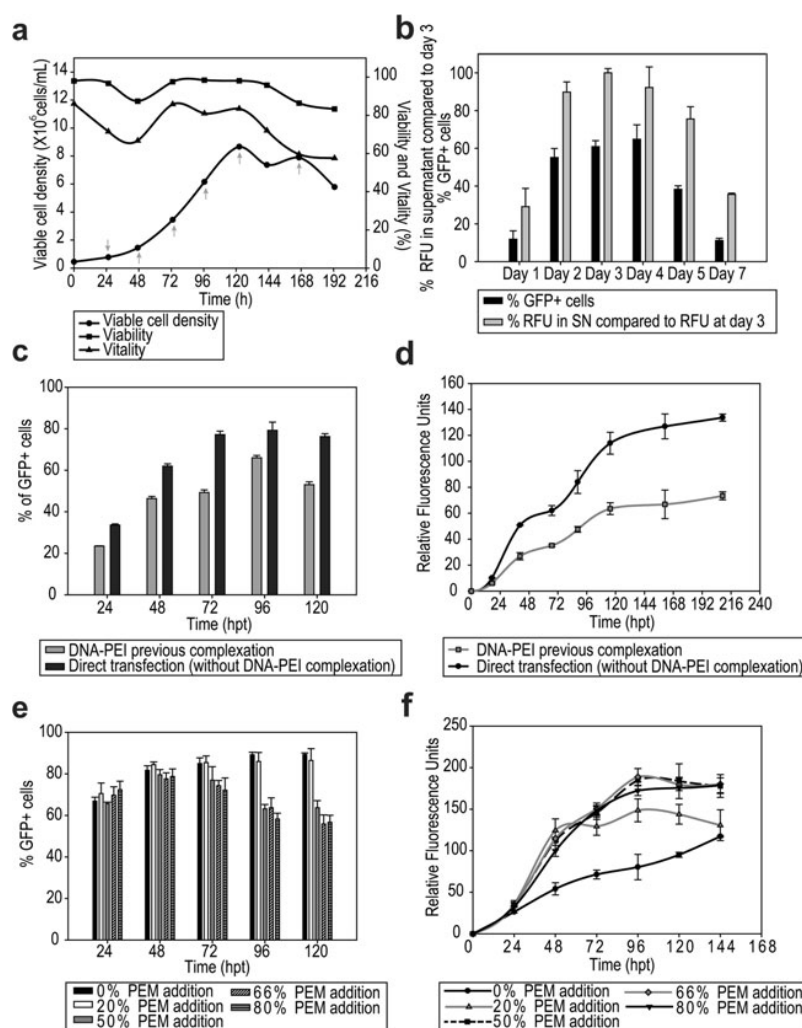 a
14
12
10
8
6
4
2
0
Viable cell density (X10⁶cells/mL)
100
80
60
40
20
0
Viability and Vitality (%)
0 24 48 72 96 120 144 168 192 216
Time (h)
Viable cell density
Viability
Vitality
b
% RFU in supernatant compared to day 3
% GFP+ cells
100
80
60
40
20
0
Day 1 Day 2 Day 3 Day 4 Day 5 Day 7
% GFP+ cells
% RFU in SN compared to RFU at day 3
c
% of GFP+ cells
100
80
60
40
20
0
24 48 72 96 120
Time (hpt)
DNA-PEI previous complexation
Direct transfection (without DNA-PEI complexation)
d
Relative Fluorescence Units
160
140
120
100
80
60
40
20
0
0 24 48 72 96 120 144 168 192 216 240
Time (hpt)
DNA-PEI previous complexation
Direct transfection (without DNA-PEI complexation)
e
% GFP+ cells
100
80
60
40
20
0
24 48 72 96 120
Time (hpt)
0% PEM addition
20% PEM addition
50% PEM addition
66% PEM addition
80% PEM addition
f
Relative Fluorescence Units
250
200
150
100
50
0
0 24 48 72 96 120 144 168
Time (hpt)
0% PEM addition
20% PEM addition
50% PEM addition
66% PEM addition
80% PEM addition